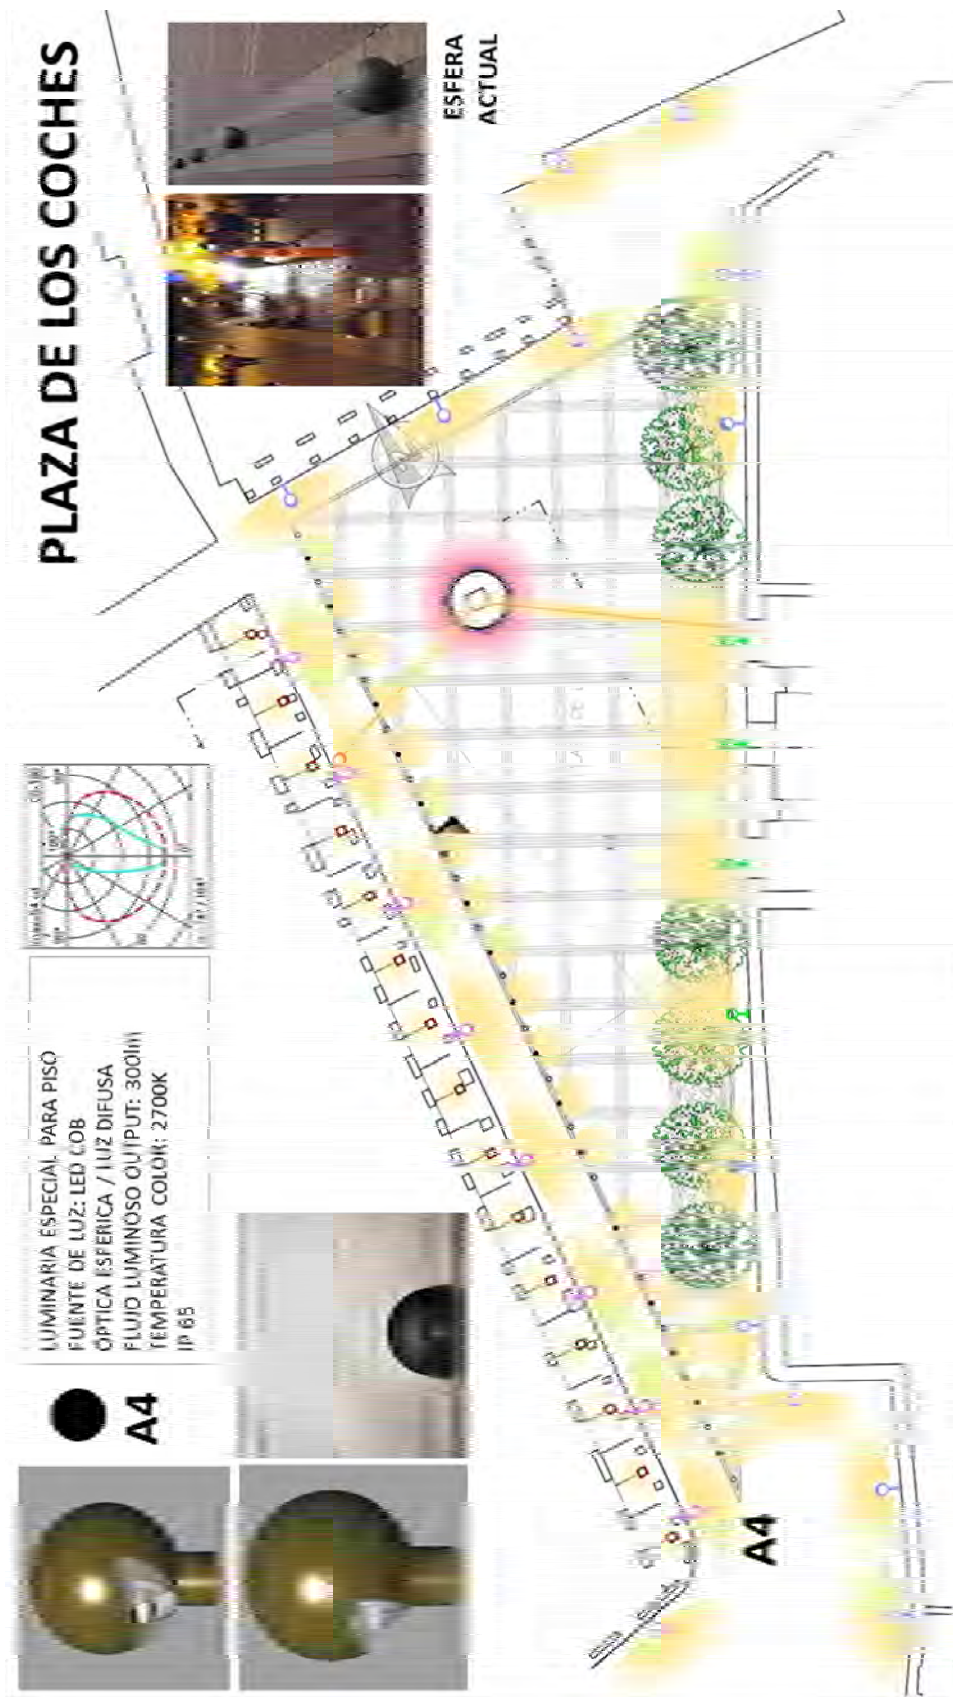 PLAZA DE LOS COCHES
ESFERA
ACTUAL
LUMINARIA ESPECIAL PARA PISO
FUENTE DE LUZ: LED COB
ÓPTICA ESFERICA / LUZ DIFUSA
FLUJO LUMINOSO OUTPUT: 300lm
TEMPERATURA COLOR: 2700K
IP 65
A4
A4